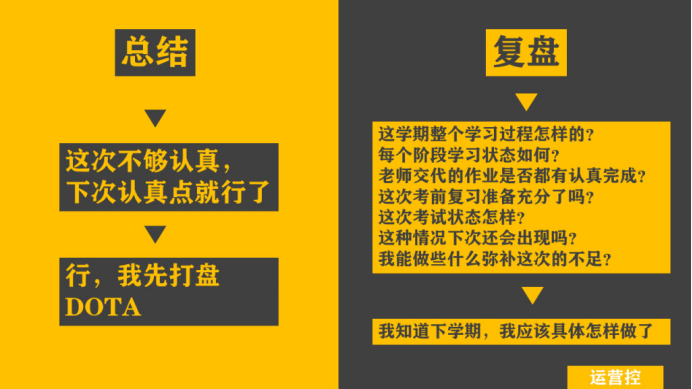 总结
这次不够认真，
下次认真点就行了
行，我先打盘
DOTA
复盘
这学期整个学习过程怎样的？
每个阶段学习状态如何？
老师交代的作业是否都有认真完成？
这次考前复习准备充分了吗？
这次考试状态怎样？
这种情况下次还会出现吗？
我能做些什么弥补这次的不足？
我知道下学期，我应该具体怎样做了
运营控